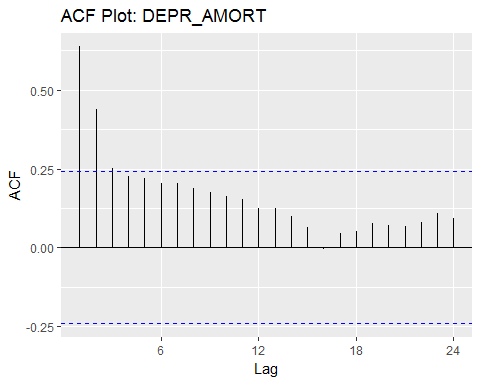 ACF Plot: DEPR_AMORT
0.50
0.25
0.00
-0.25
ACF
6 12 18 24
Lag